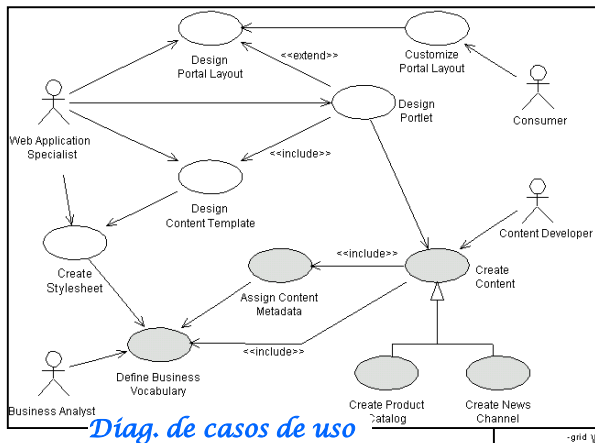 Design
Portal Layout
<<extend>>
Customize
Portal Layout
Web Application
Specialist
Design
Portlet
Consumer
<<include>>
Design
Content Template
Content Developer
Create
Stylesheet
<<include>>
Assign Content
Metadata
Create
Content
<<include>>
Define Business
Vocabulary
Business Analyst
Create Product
Catalog
Create News
Channel
Diag. de casos de uso
-grid